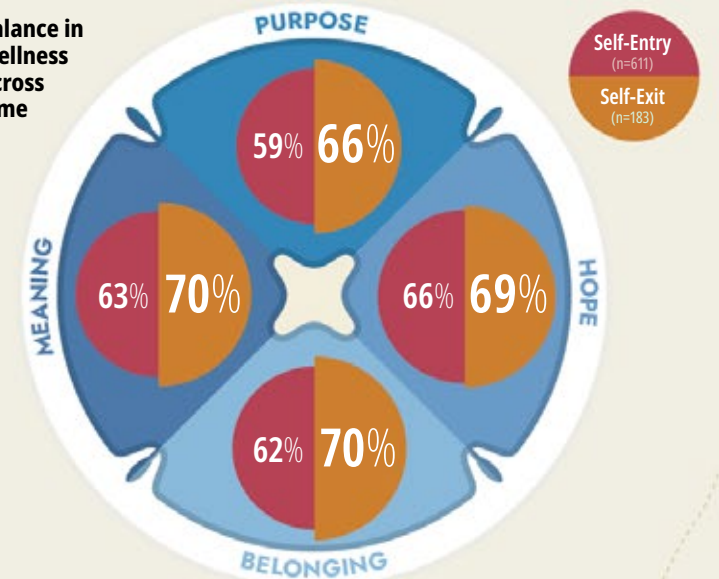 alance in
ellness
cross
me
PURPOSE
Self-Entry
(n=611)
Self-Exit
(n=183)
59% 66%
MEANING
63% 70%
66% 69%
HOPE
62% 70%
BELONGING